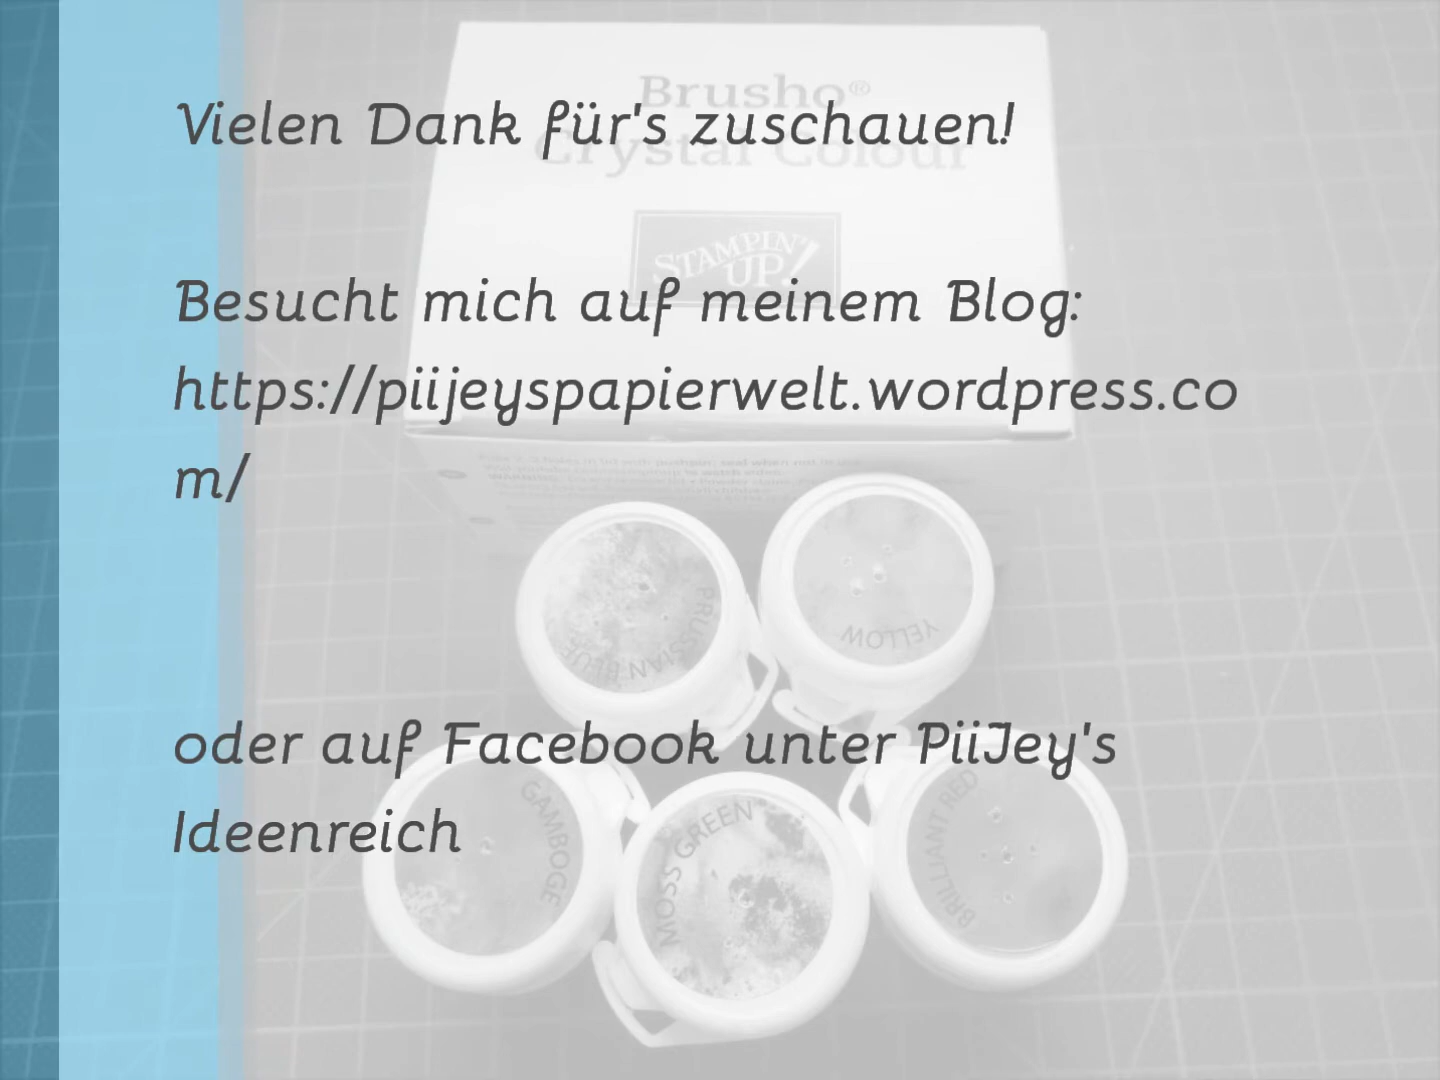 Brusho®
Vielen Dank für's zuschauen!
Crystal Colour
STAMPIN' UP!
Besucht mich auf meinem Blog:
https://piijeyspapierwelt.wordpress.co
m/
PRUSSIAN BLUE
YELLOW
oder auf Facebook unter PiiJey's
Ideenreich
GAMBOGE
MOSS GREEN
BRILLIANT RED